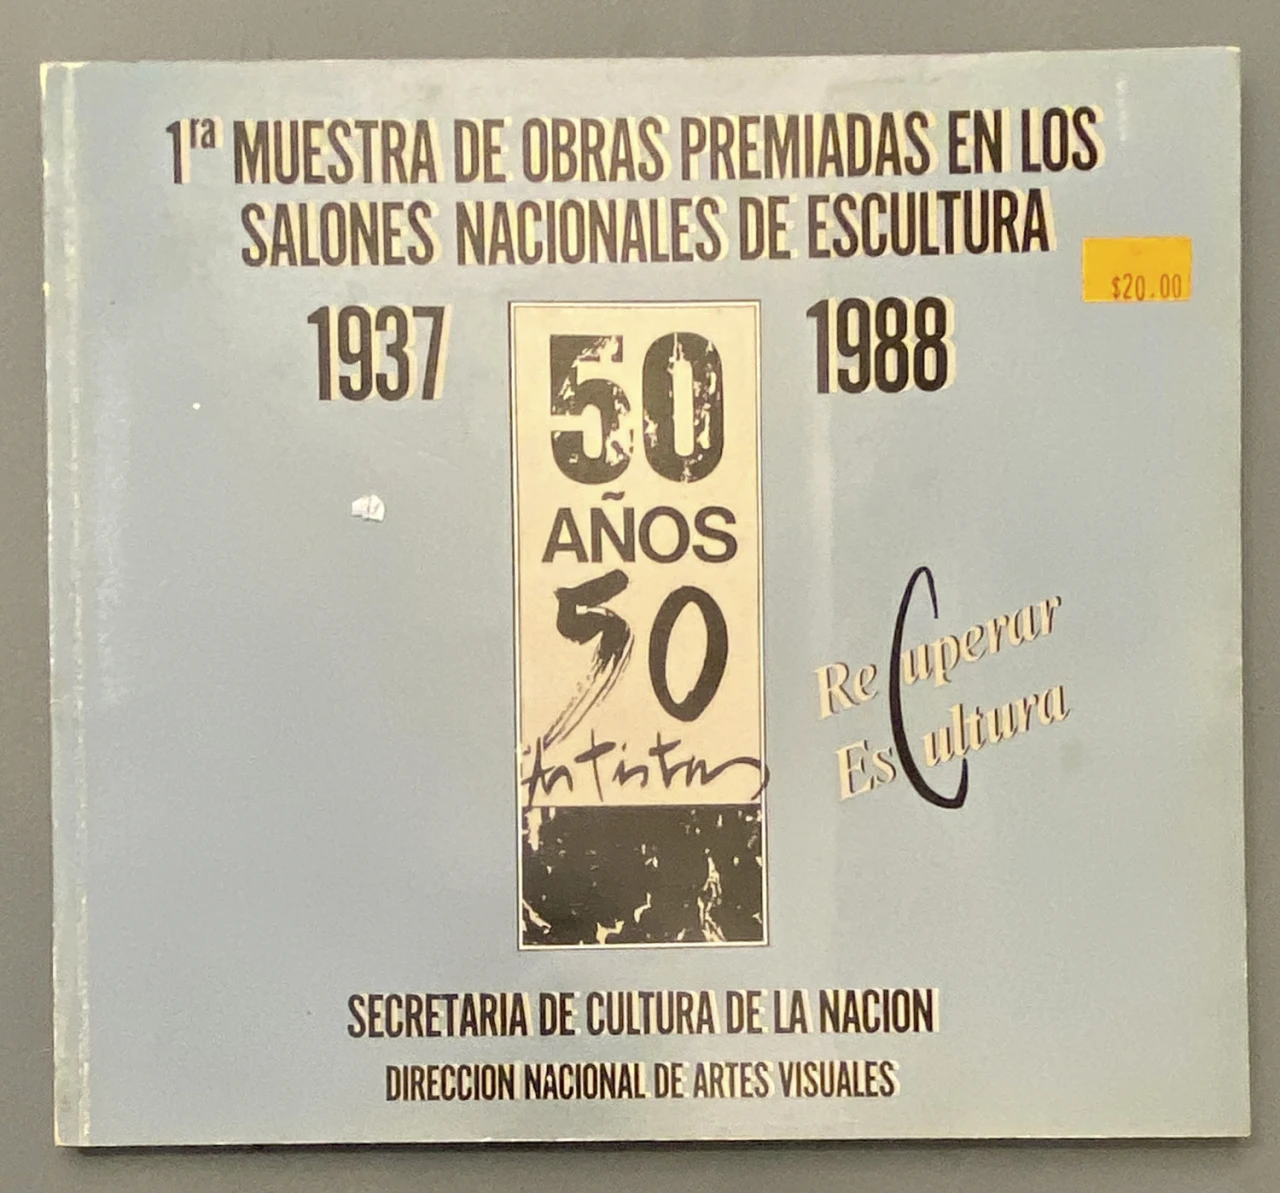 1ra MUESTRA DE OBRAS PREMIADAS EN LOS
SALONES NACIONALES DE ESCULTURA
$20.00
1937
1988
50
AÑOS
50
Artistas
ReCuperar
EsCultura
SECRETARIA DE CULTURA DE LA NACION
DIRECCION NACIONAL DE ARTES VISUALES